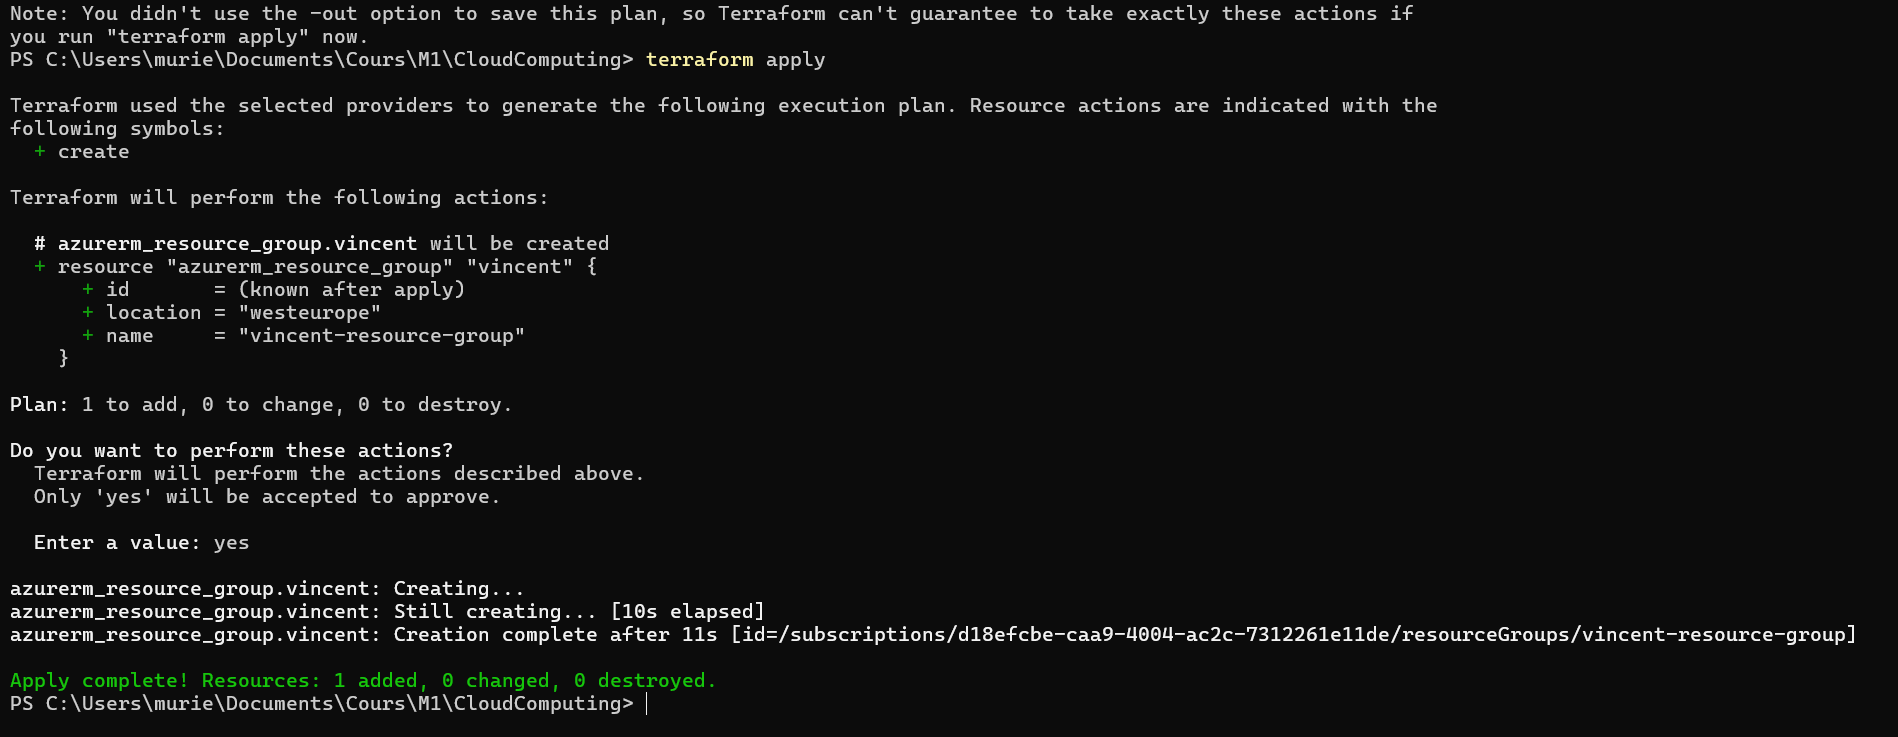 Note: You didn't use the -out option to save this plan, so Terraform can't guarantee to take exactly these actions if
you run "terraform apply" now.
PS C:\Users\murie\Documents\Cours\M1\CloudComputing> terraform apply
Terraform used the selected providers to generate the following execution plan. Resource actions are indicated with the
following symbols:
  + create
Terraform will perform the following actions:
  # azurerm_resource_group.vincent will be created
  + resource "azurerm_resource_group" "vincent" {
      + id       = (known after apply)
      + location = "westeurope"
      + name     = "vincent-resource-group"
    }
Plan: 1 to add, 0 to change, 0 to destroy.
Do you want to perform these actions?
  Terraform will perform the actions described above.
  Only 'yes' will be accepted to approve.
  Enter a value: yes
azurerm_resource_group.vincent: Creating...
azurerm_resource_group.vincent: Still creating... [10s elapsed]
azurerm_resource_group.vincent: Creation complete after 11s [id=/subscriptions/d18efcbe-caa9-4004-ac2c-7312261e11de/resourceGroups/vincent-resource-group]
Apply complete! Resources: 1 added, 0 changed, 0 destroyed.
PS C:\Users\murie\Documents\Cours\M1\CloudComputing>